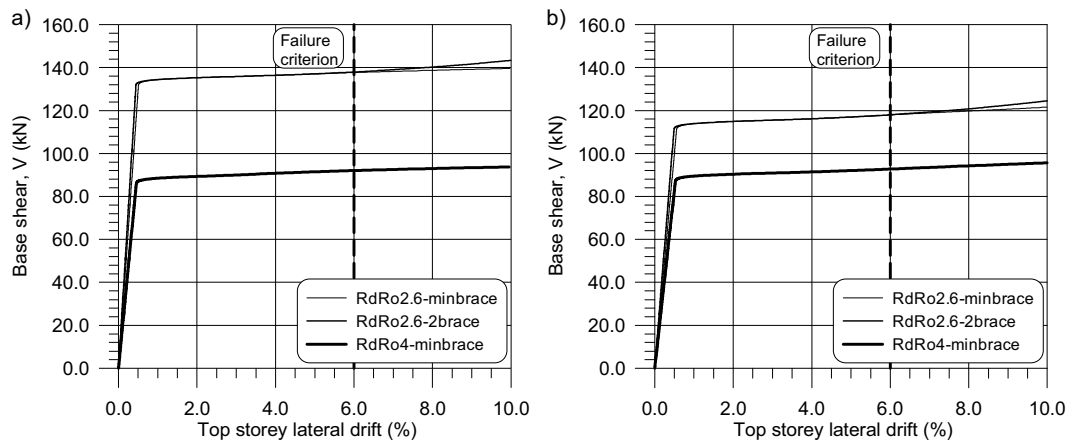 a)
160.0
140.0
120.0
100.0
80.0
60.0
40.0
20.0
0.0
Base shear, V (kN)
Failure
criterion
RdRo2.6-minbrace
RdRo2.6-2brace
RdRo4-minbrace
0.0 2.0 4.0 6.0 8.0 10.0
Top storey lateral drift (%)
b)
160.0
140.0
120.0
100.0
80.0
60.0
40.0
20.0
0.0
Base shear, V (kN)
Failure
criterion
RdRo2.6-minbrace
RdRo2.6-2brace
RdRo4-minbrace
0.0 2.0 4.0 6.0 8.0 10.0
Top storey lateral drift (%)